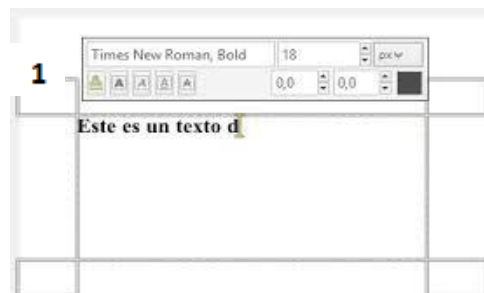 Times New Roman, Bold 18 px
1
A A A A A 0,0 0,0
Este es un texto d